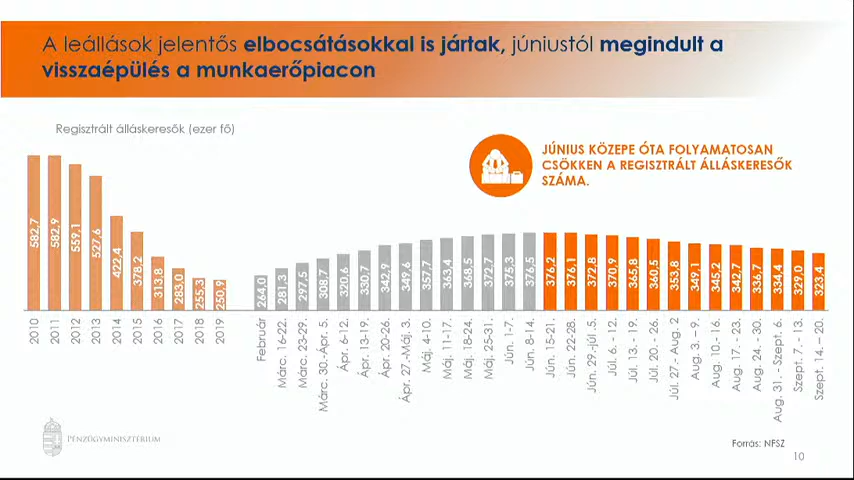 A leállások jelentős elbocsátásokkal is jártak, júniustól megindult a
visszaépülés a munkaerőpiacon
Regisztrált álláskeresők (ezer fő)
JÚNIUS KÖZEPE ÓTA FOLYAMATOSAN
CSÖKKEN A REGISZTRÁLT ÁLLÁSKERESŐK
SZÁMA.
582,7
582,9
559,1
527,6
422,4
378,2
313,8
283,0
255,3
250,9
264,0
281,3
297,5
308,7
320,6
330,7
342,9
349,6
357,7
363,4
368,5
372,7
375,3
376,5
376,2
376,1
372,8
370,9
365,8
360,5
353,8
349,1
345,2
342,7
336,7
334,4
329,0
323,4
2010
2011
2012
2013
2014
2015
2016
2017
2018
2019
Február
Márc. 16-22.
Márc. 23-29.
Márc. 30.-Ápr. 5.
Ápr. 6-12.
Ápr. 13-19.
Ápr. 20-26.
Ápr. 27.-Máj. 3.
Máj. 4-10.
Máj. 11-17.
Máj. 18-24.
Máj. 25-31.
Jún. 1-7.
Jún. 8-14.
Jún. 15-21.
Jún. 22-28.
Jún. 29.-júl. 5.
Júl. 6. - 12.
Júl. 13. - 19.
Júl. 20. - 26.
Júl. 27.- Aug. 2
Aug. 3. – 9.
Aug. 10.- 16.
Aug. 17. - 23.
Aug. 24. - 30.
Aug. 31. - Szept. 6.
Szept. 7. - 13.
Szept. 14. – 20.
PÉNZÜGYMINISZTERIUM
Forrás: NFSZ
10